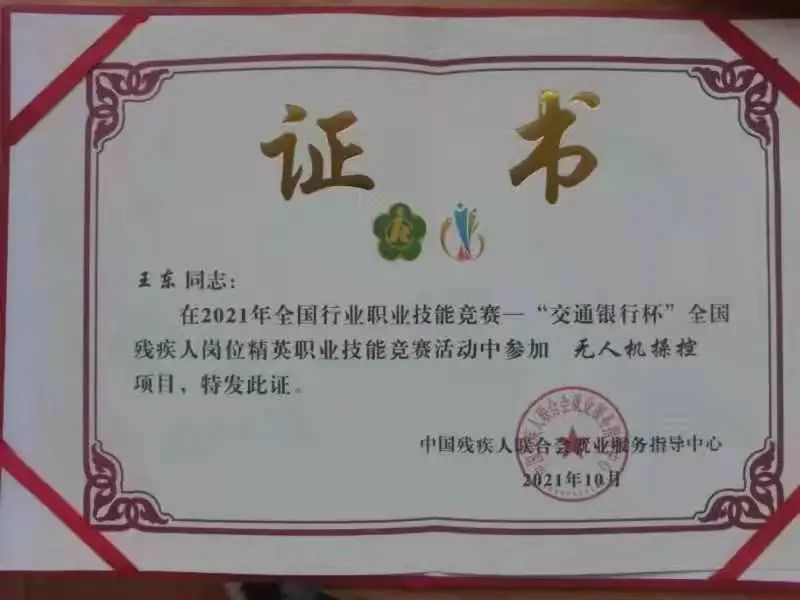 证书
王东同志：
在2021年全国行业职业技能竞赛—“交通银行杯”全国
残疾人岗位精英职业技能竞赛活动中参加 无人机操控
项目，特发此证。
中国残疾人联合会就业服务指导中心
2021年10月